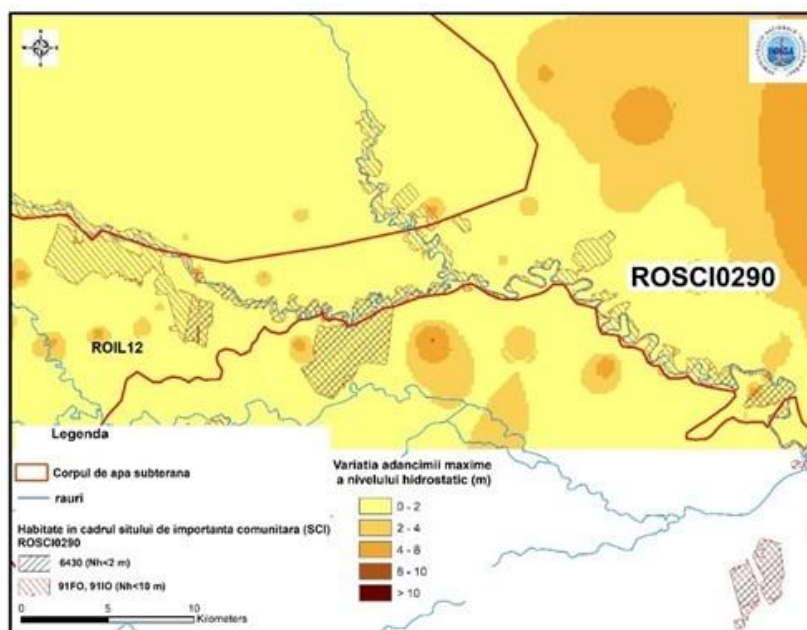 ROSCI0290
ROIL12
Legenda
Corpul de apa subterana
rauri
Habitate in cadrul sitului de importanta comunitara (SCI)
ROSCI0290
6430 (Nh<2 m)
91FO, 91IO (Nh<10 m)
0 5 10
Kilometers
Variatia adancimii maxime
a nivelului hidrostatic (m)
0 - 2
2 - 4
4 - 8
8 - 10
> 10